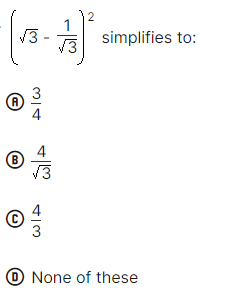 (√3 - 1/√3)² simplifies to:
Ⓐ 3/4
Ⓑ 4/√3
Ⓒ 4/3
Ⓓ None of these